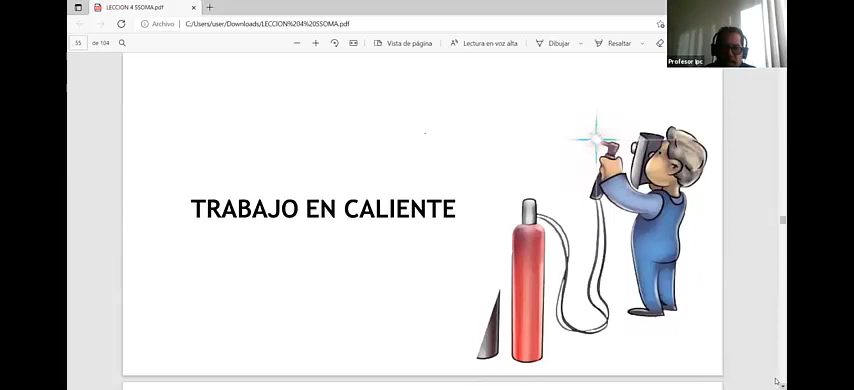 LECCION 4 SSOMA.pdf
Archivo
C:/Users/user/Downloads/LECCION%204%20SSOMA.pdf
55 de 104
Vista de página
Lectura en voz alta
Dibujar
Resaltar
Profesor Ipc
TRABAJO EN CALIENTE